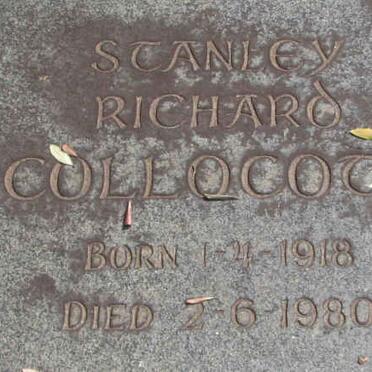 STANLEY
RICHARD
COLLOCOT
BORN 1-4-1918
DIED 2-6-1980